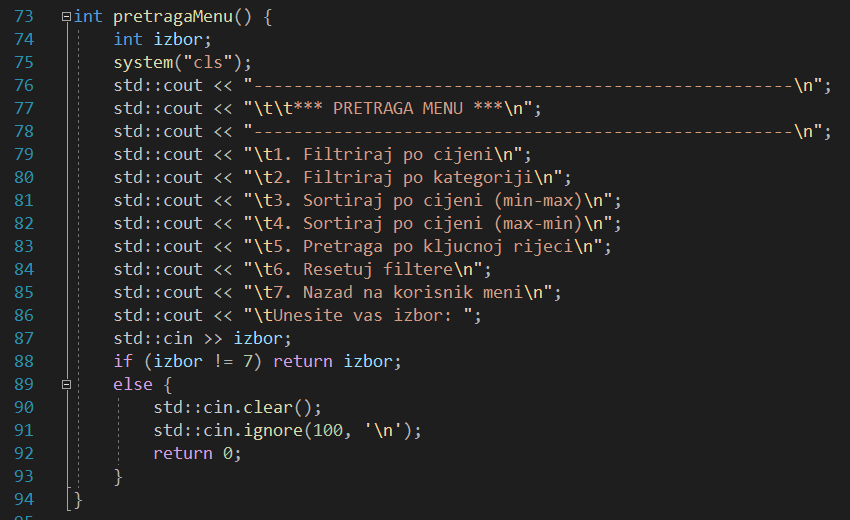 73 int pretragaMenu() {
74 int izbor;
75 system("cls");
76 std::cout << "------------------------------------------------------\n";
77 std::cout << "\t\t*** PRETRAGA MENU ***\n";
78 std::cout << "------------------------------------------------------\n";
79 std::cout << "\t1. Filtriraj po cijeni\n";
80 std::cout << "\t2. Filtriraj po kategoriji\n";
81 std::cout << "\t3. Sortiraj po cijeni (min-max)\n";
82 std::cout << "\t4. Sortiraj po cijeni (max-min)\n";
83 std::cout << "\t5. Pretraga po kljucnoj rijeci\n";
84 std::cout << "\t6. Resetuj filtere\n";
85 std::cout << "\t7. Nazad na korisnik meni\n";
86 std::cout << "\tUnesite vas izbor: ";
87 std::cin >> izbor;
88 if (izbor != 7) return izbor;
89 else {
90 std::cin.clear();
91 std::cin.ignore(100, '\n');
92 return 0;
93 }
94 }